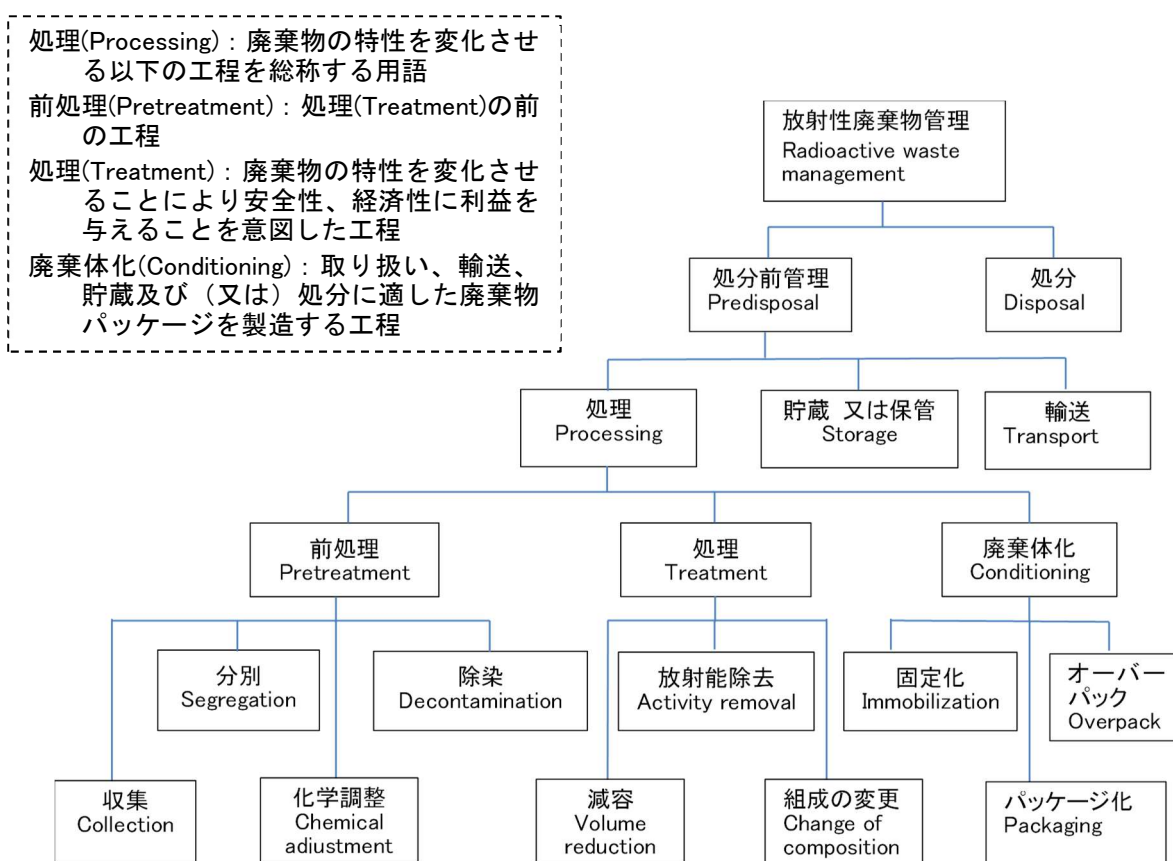 処理(Processing)：廃棄物の特性を変化させ
る以下の工程を総称する用語
前処理(Pretreatment)：処理(Treatment)の前
の工程
処理(Treatment)：廃棄物の特性を変化させ
ることにより安全性、経済性に利益を
与えることを意図した工程
廃棄体化(Conditioning)：取り扱い、輸送、
貯蔵及び（又は）処分に適した廃棄物
パッケージを製造する工程
放射性廃棄物管理
Radioactive waste
management
処分前管理
Predisposal
処分
Disposal
処理
Processing
貯蔵 又は保管
Storage
輸送
Transport
前処理
Pretreatment
処理
Treatment
廃棄体化
Conditioning
分別
Segregation
除染
Decontamination
放射能除去
Activity removal
固定化
Immobilization
オーバー
パック
Overpack
収集
Collection
化学調整
Chemical
adiustment
減容
Volume
reduction
組成の変更
Change of
composition
パッケージ化
Packaging